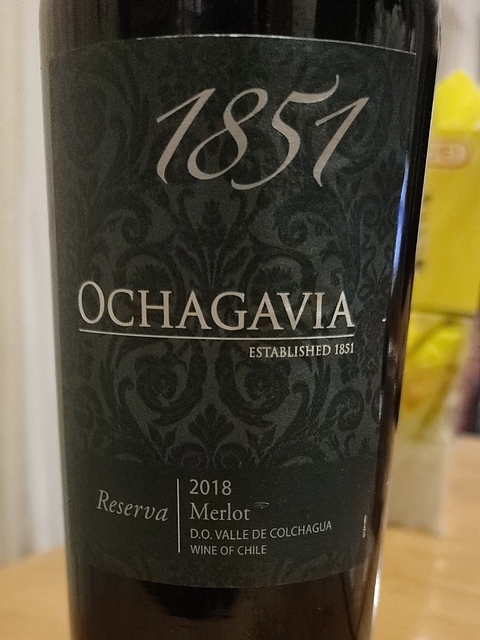 1851
OCHAGAVIA
ESTABLISHED 1851
Reserva
2018
Merlot
D.O. VALLE DE COLCHAGUA
WINE OF CHILE